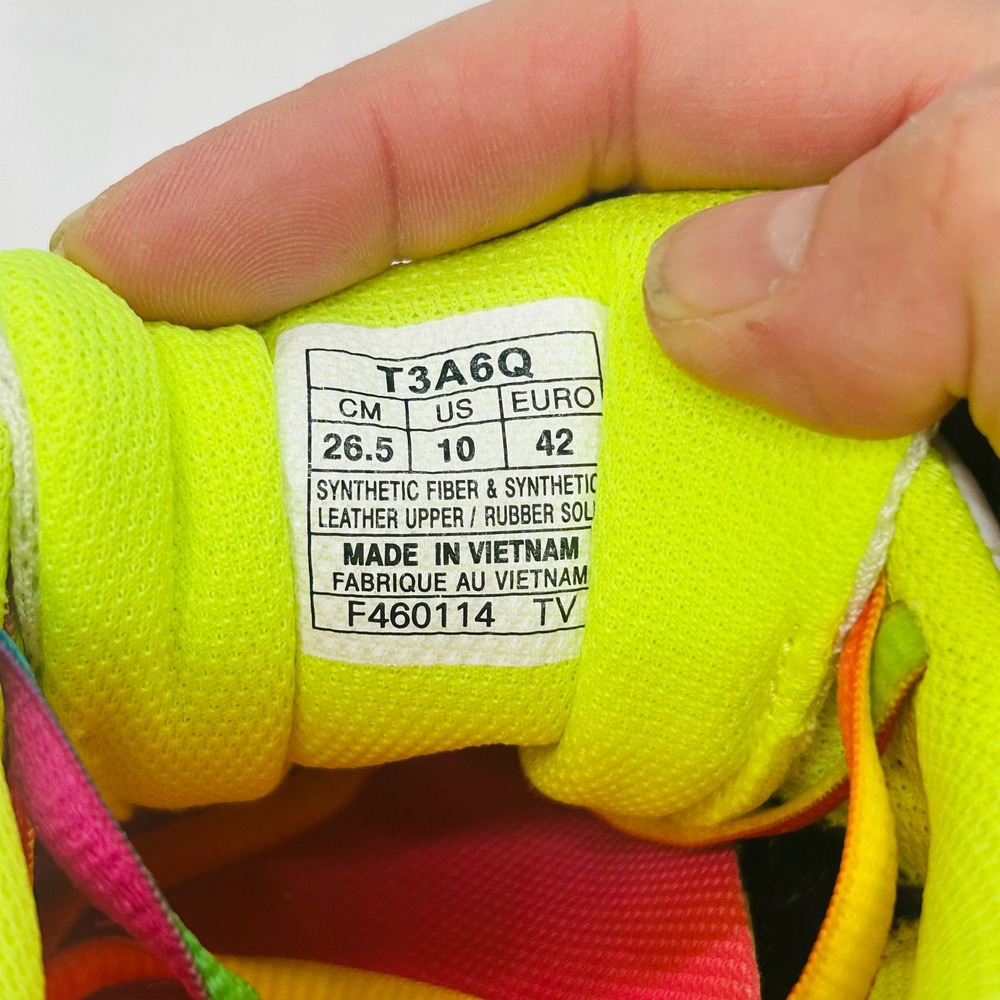 T3A6Q
CM US EURO
26.5 10 42
SYNTHETIC FIBER & SYNTHETIC
LEATHER UPPER / RUBBER SOL
MADE IN VIETNAM
FABRIQUE AU VIETNAM
F460114 TV